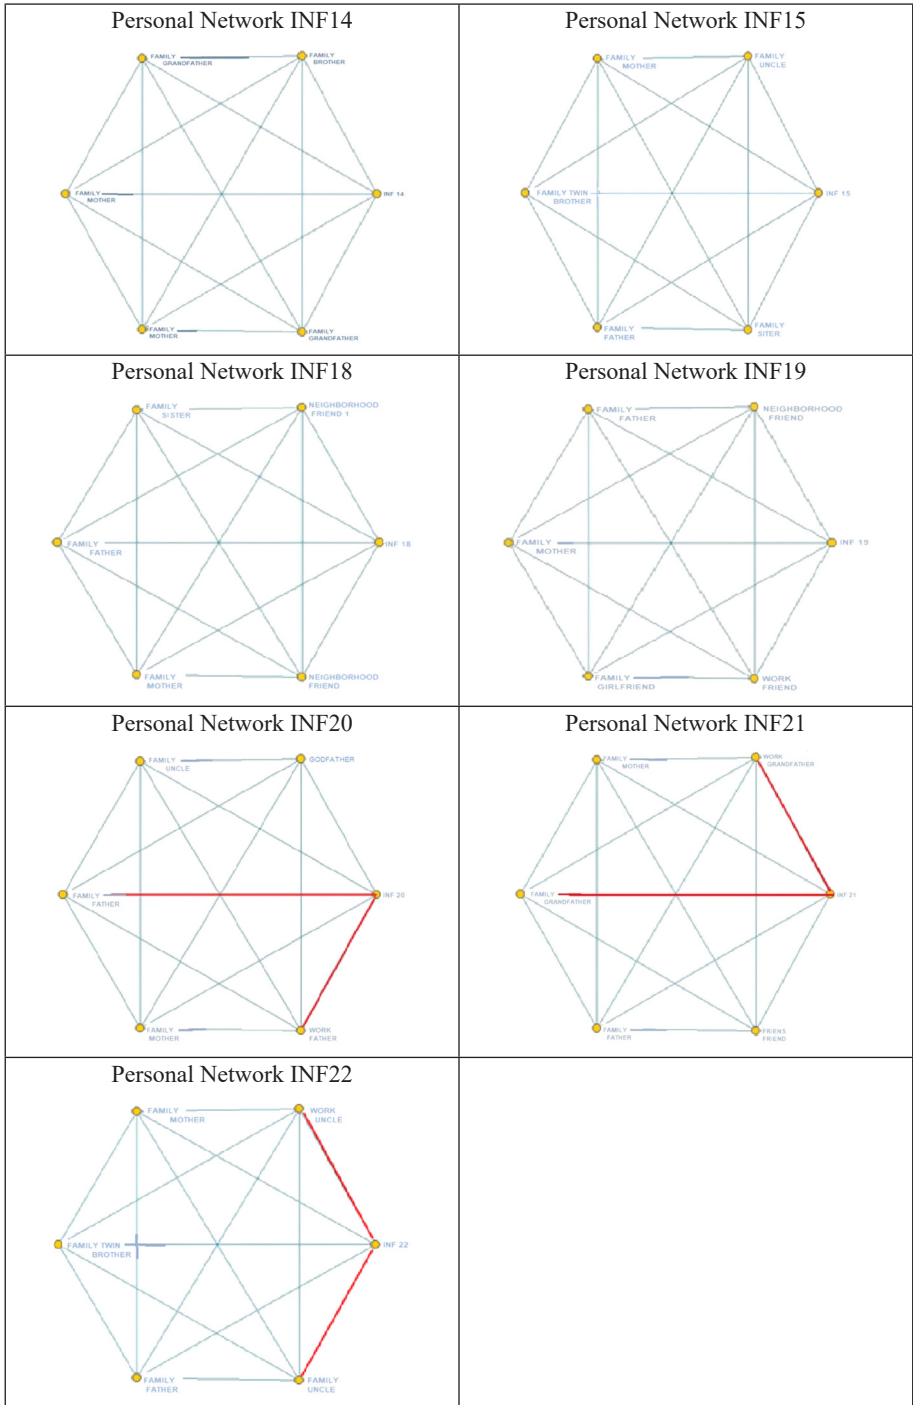 Personal Network INF14
FAMILY
GRANDFATHER
FAMILY
BROTHER
FAMILY
MOTHER
INF 14
FAMILY
MOTHER
FAMILY
GRANDFATHER
Personal Network INF15
FAMILY
MOTHER
FAMILY
UNCLE
FAMILY TWIN
BROTHER
INF 15
FAMILY
FATHER
FAMILY
SITER
Personal Network INF18
FAMILY
SISTER
NEIGHBORHOOD
FRIEND 1
FAMILY
FATHER
INF 18
FAMILY
MOTHER
NEIGHBORHOOD
FRIEND
Personal Network INF19
FAMILY
FATHER
NEIGHBORHOOD
FRIEND
FAMILY
MOTHER
INF 19
FAMILY
GIRLFRIEND
WORK
FRIEND
Personal Network INF20
FAMILY
UNCLE
GODFATHER
FAMILY
FATHER
INF 20
FAMILY
MOTHER
WORK
FATHER
Personal Network INF21
FAMILY
MOTHER
WORK
GRANDFATHER
FAMILY
GRANDFATHER
INF 21
FAMILY
FATHER
FRIENS
FRIEND
Personal Network INF22
FAMILY
MOTHER
WORK
UNCLE
FAMILY TWIN
BROTHER
INF 22
FAMILY
FATHER
FAMILY
UNCLE